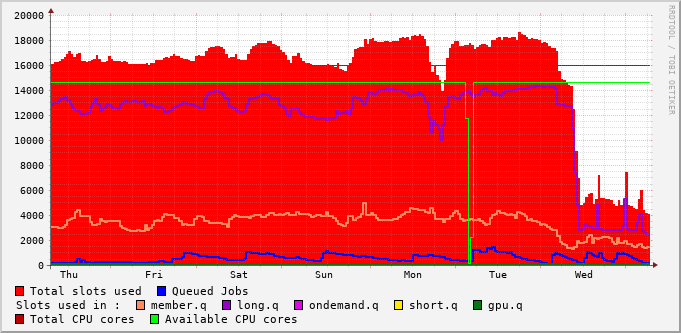 20000
18000
16000
14000
12000
10000
8000
6000
4000
2000
0
Thu Fri Sat Sun Mon Tue Wed
RRDTOOL / TOBI OETIKER
Total slots used Queued Jobs
Slots used in : member.q long.q ondemand.q short.q gpu.q
Total CPU cores Available CPU cores